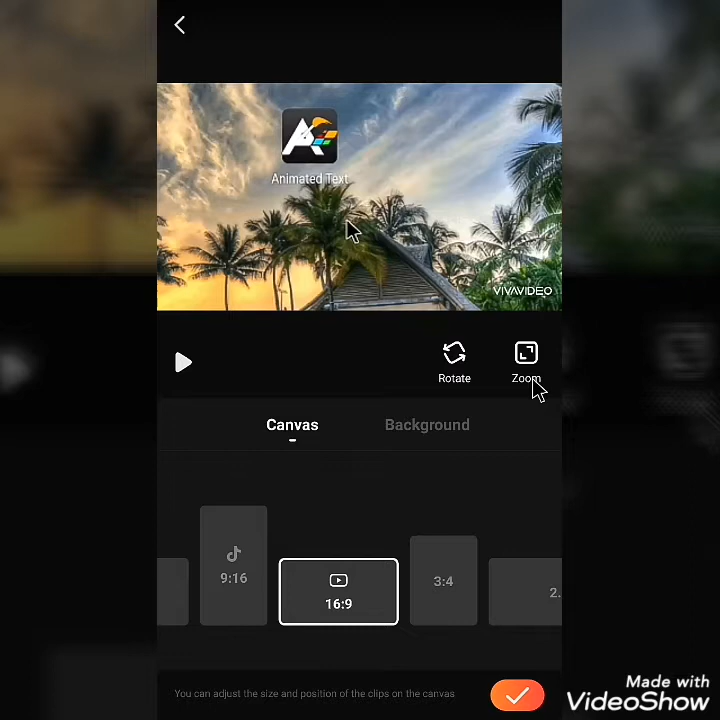 Animated Text
VIVAVIDEO
Rotate
Zoom
Canvas
Background
9:16
16:9
3:4
2.
You can adjust the size and position of the clips on the canvas
Made with
VideoShow